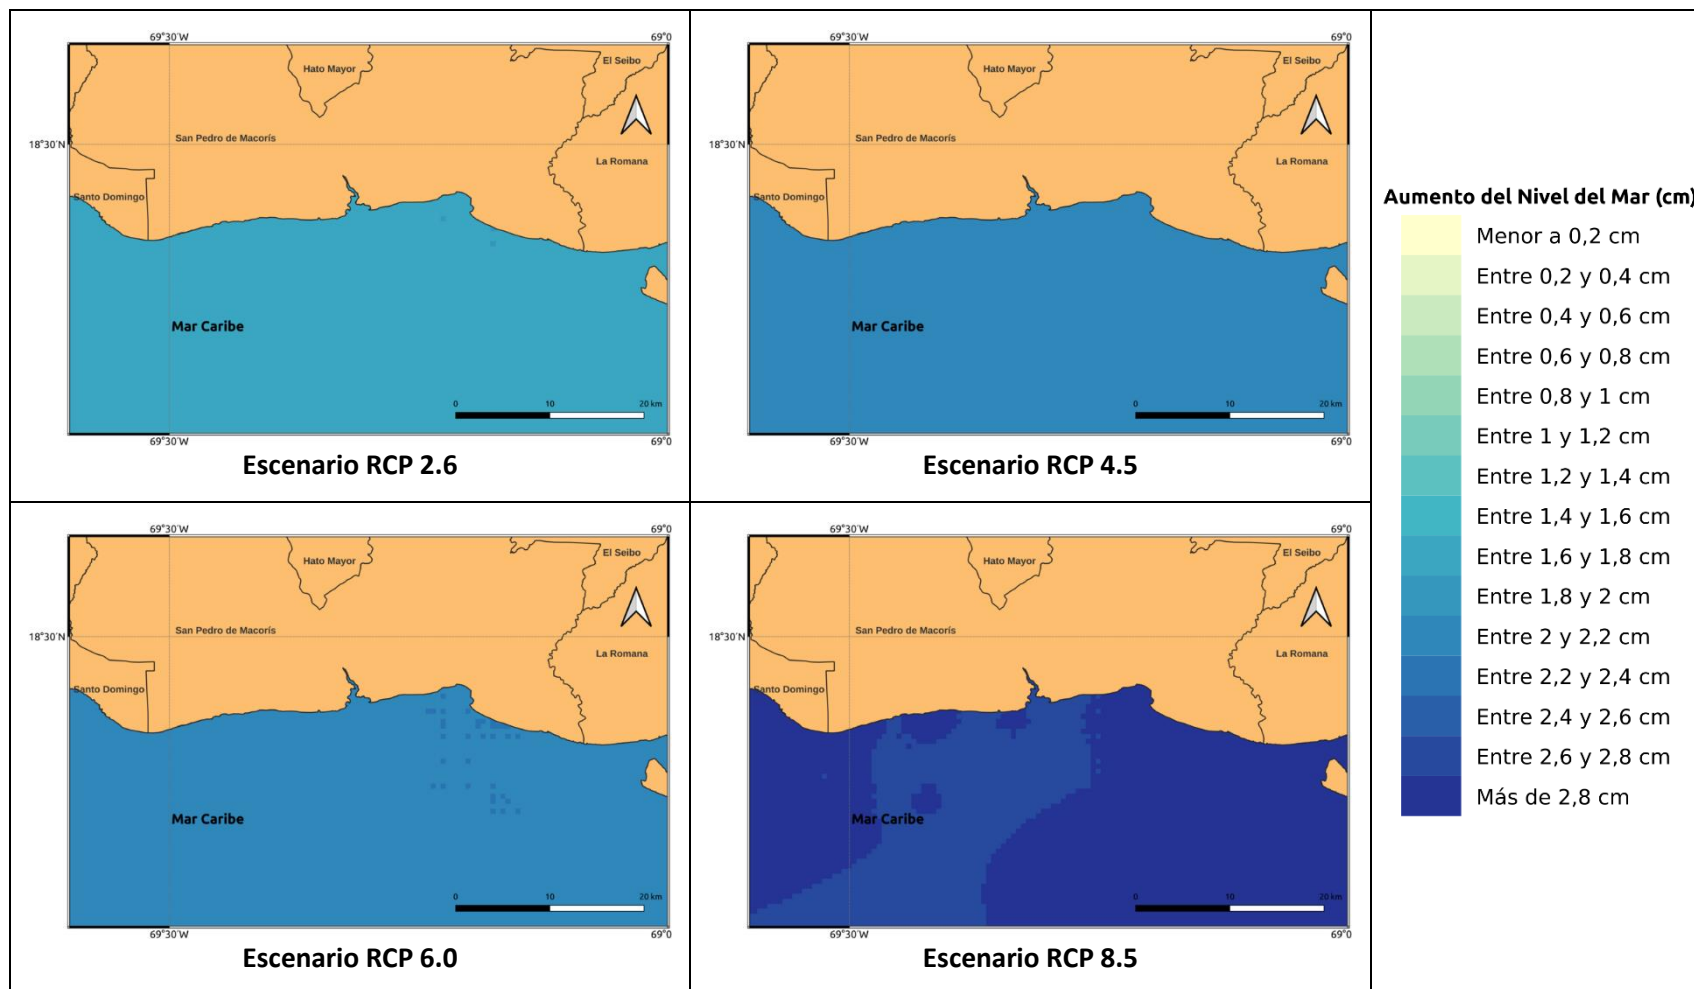 69°30'W 69°0
El Seibo
Hato Mayor
San Pedro de Macorís
18°30'N
La Romana
Santo Domingo
Mar Caribe
0 10 20 km
69°30'W 69°0
Escenario RCP 2.6
69°30'W 69°0
El Seibo
Hato Mayor
San Pedro de Macorís
18°30'N
La Romana
Santo Domingo
Mar Caribe
0 10 20 km
69°30'W 69°0
Escenario RCP 4.5
69°30'W 69°0
El Seibo
Hato Mayor
San Pedro de Macorís
18°30'N
La Romana
Santo Domingo
Mar Caribe
0 10 20 km
69°30'W 69°0
Escenario RCP 6.0
69°30'W 69°0
El Seibo
Hato Mayor
San Pedro de Macorís
18°30'N
La Romana
Santo Domingo
Mar Caribe
0 10 20 km
69°30'W 69°0
Escenario RCP 8.5
Aumento del Nivel del Mar (cm)
Menor a 0,2 cm
Entre 0,2 y 0,4 cm
Entre 0,4 y 0,6 cm
Entre 0,6 y 0,8 cm
Entre 0,8 y 1 cm
Entre 1 y 1,2 cm
Entre 1,2 y 1,4 cm
Entre 1,4 y 1,6 cm
Entre 1,6 y 1,8 cm
Entre 1,8 y 2 cm
Entre 2 y 2,2 cm
Entre 2,2 y 2,4 cm
Entre 2,4 y 2,6 cm
Entre 2,6 y 2,8 cm
Más de 2,8 cm